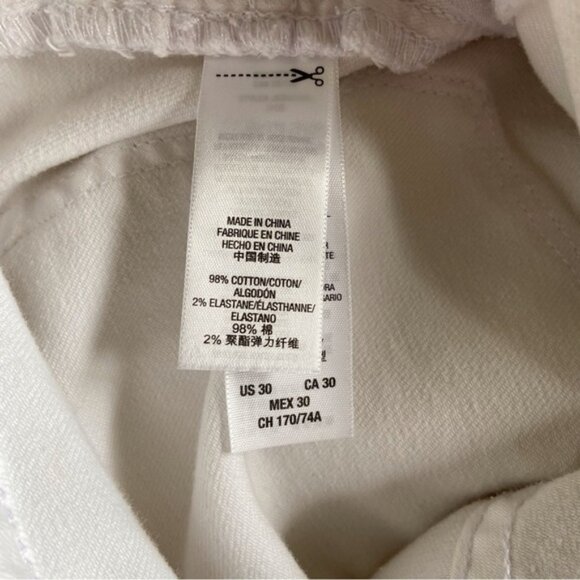 MADE IN CHINA
FABRIQUE EN CHINE
HECHO EN CHINA
中国制造
98% COTTON/COTON/
ALGODÓN
2% ELASTANE/ÉLASTHANNE/
ELASTANO
98% 棉
2% 聚酯弹力纤维
US 30 CA 30
MEX 30
CH 170/74A